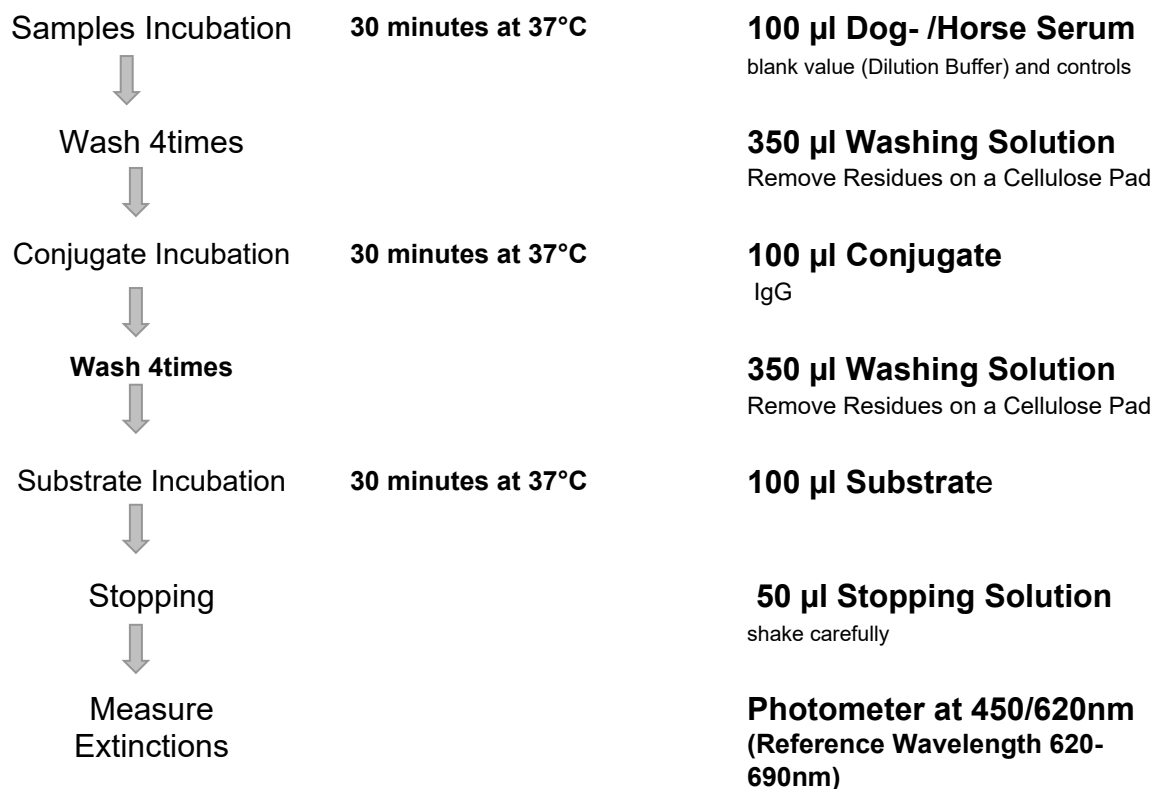 Samples Incubation 30 minutes at 37°C 100 µl Dog- /Horse Serum
blank value (Dilution Buffer) and controls
Wash 4times 350 µl Washing Solution
Remove Residues on a Cellulose Pad
Conjugate Incubation 30 minutes at 37°C 100 µl Conjugate
IgG
Wash 4times 350 µl Washing Solution
Remove Residues on a Cellulose Pad
Substrate Incubation 30 minutes at 37°C 100 µl Substrate
Stopping 50 µl Stopping Solution
shake carefully
Measure Photometer at 450/620nm
Extinctions (Reference Wavelength 620-
690nm)